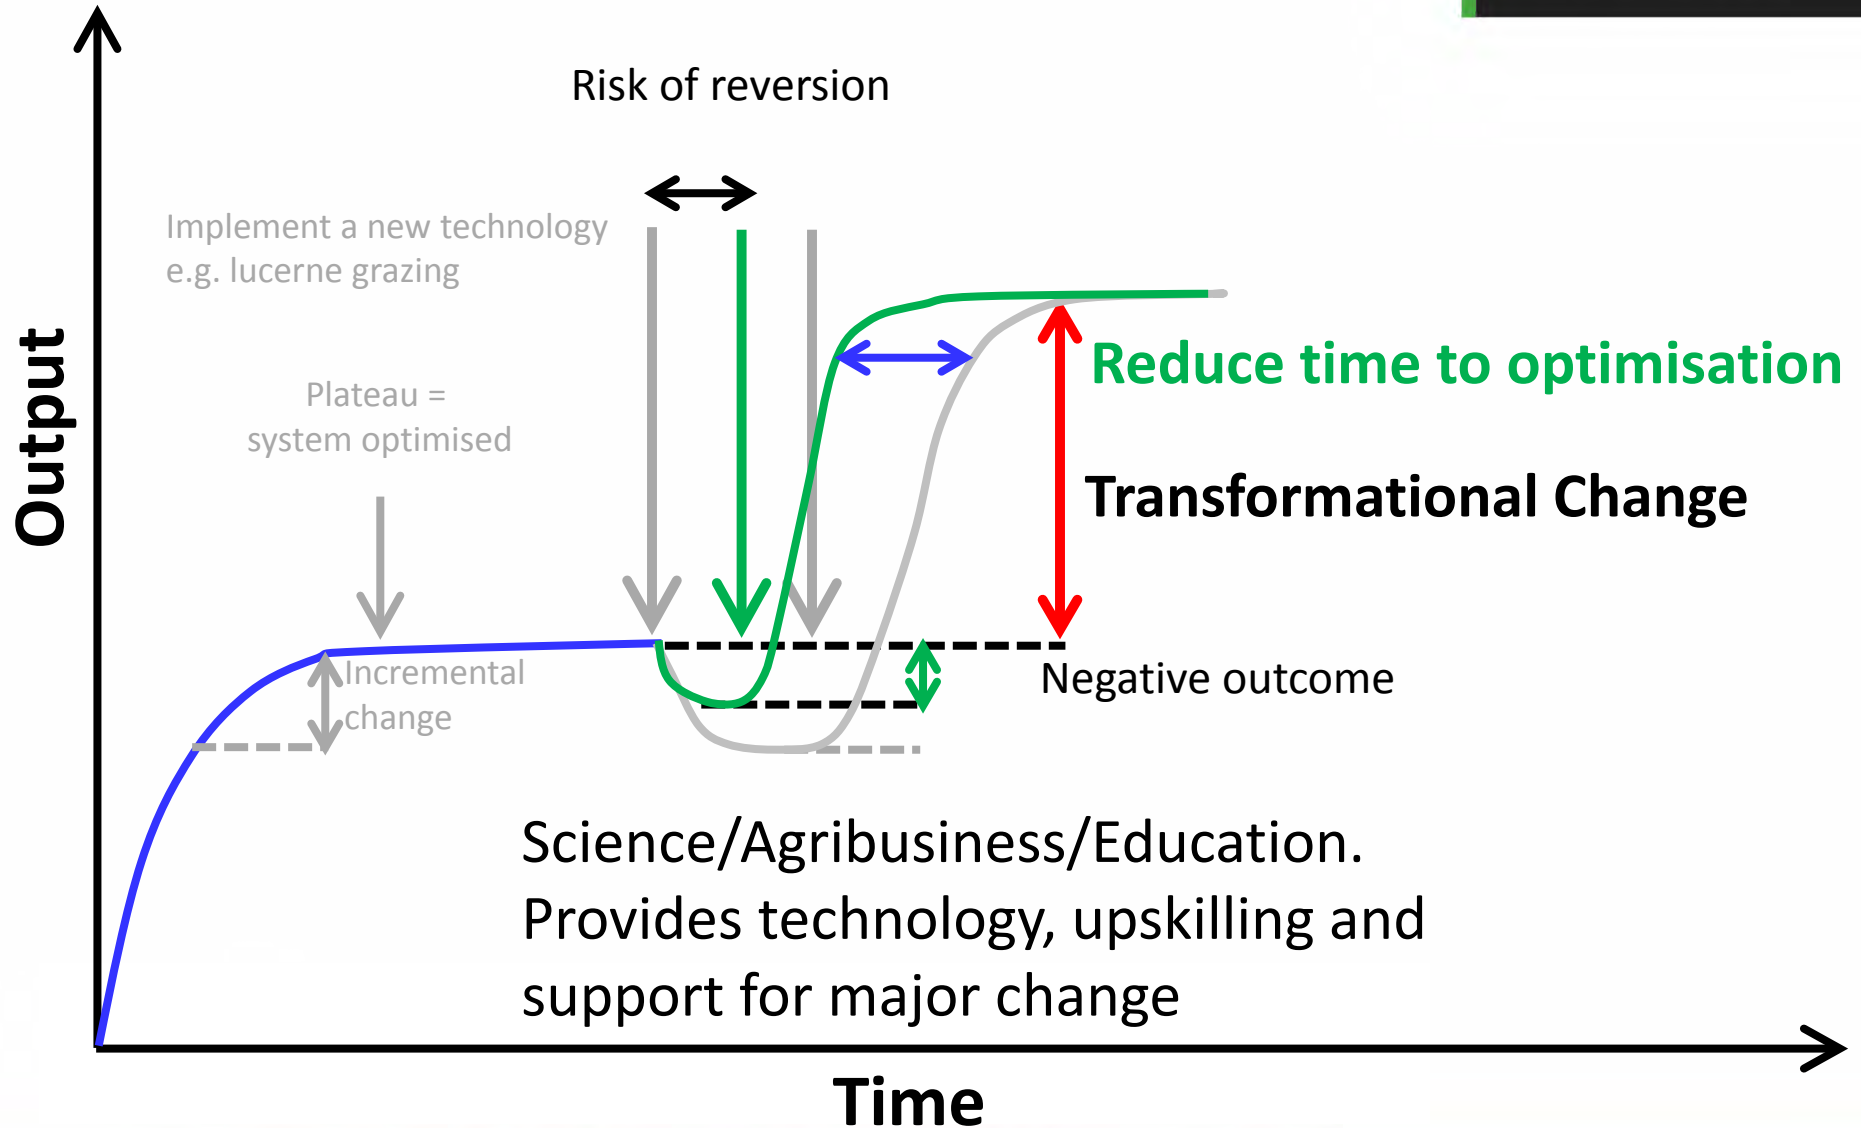 Risk of reversion
Implement a new technology
e.g. lucerne grazing
Plateau =
system optimised
Output
Reduce time to optimisation
Transformational Change
Incremental
change
Negative outcome
Science/Agribusiness/Education.
Provides technology, upskilling and
support for major change
Time